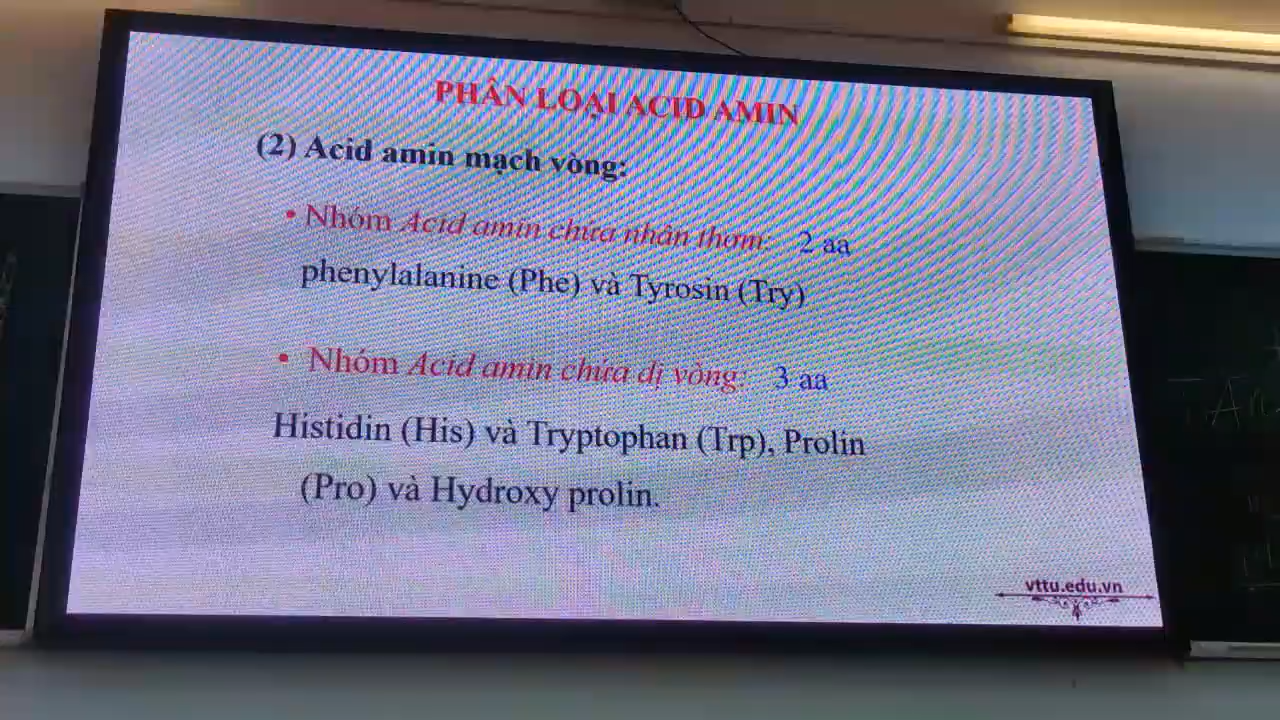 PHÂN LOẠI ACID AMIN
(2) Acid amin mạch vòng:
• Nhóm Acid amin chứa nhân thơm: 2 aa
phenylalanine (Phe) và Tyrosin (Try)
• Nhóm Acid amin chứa dị vòng: 3 aa
Histidin (His) và Tryptophan (Trp), Prolin
(Pro) và Hydroxy prolin.
vttu.edu.vn
4